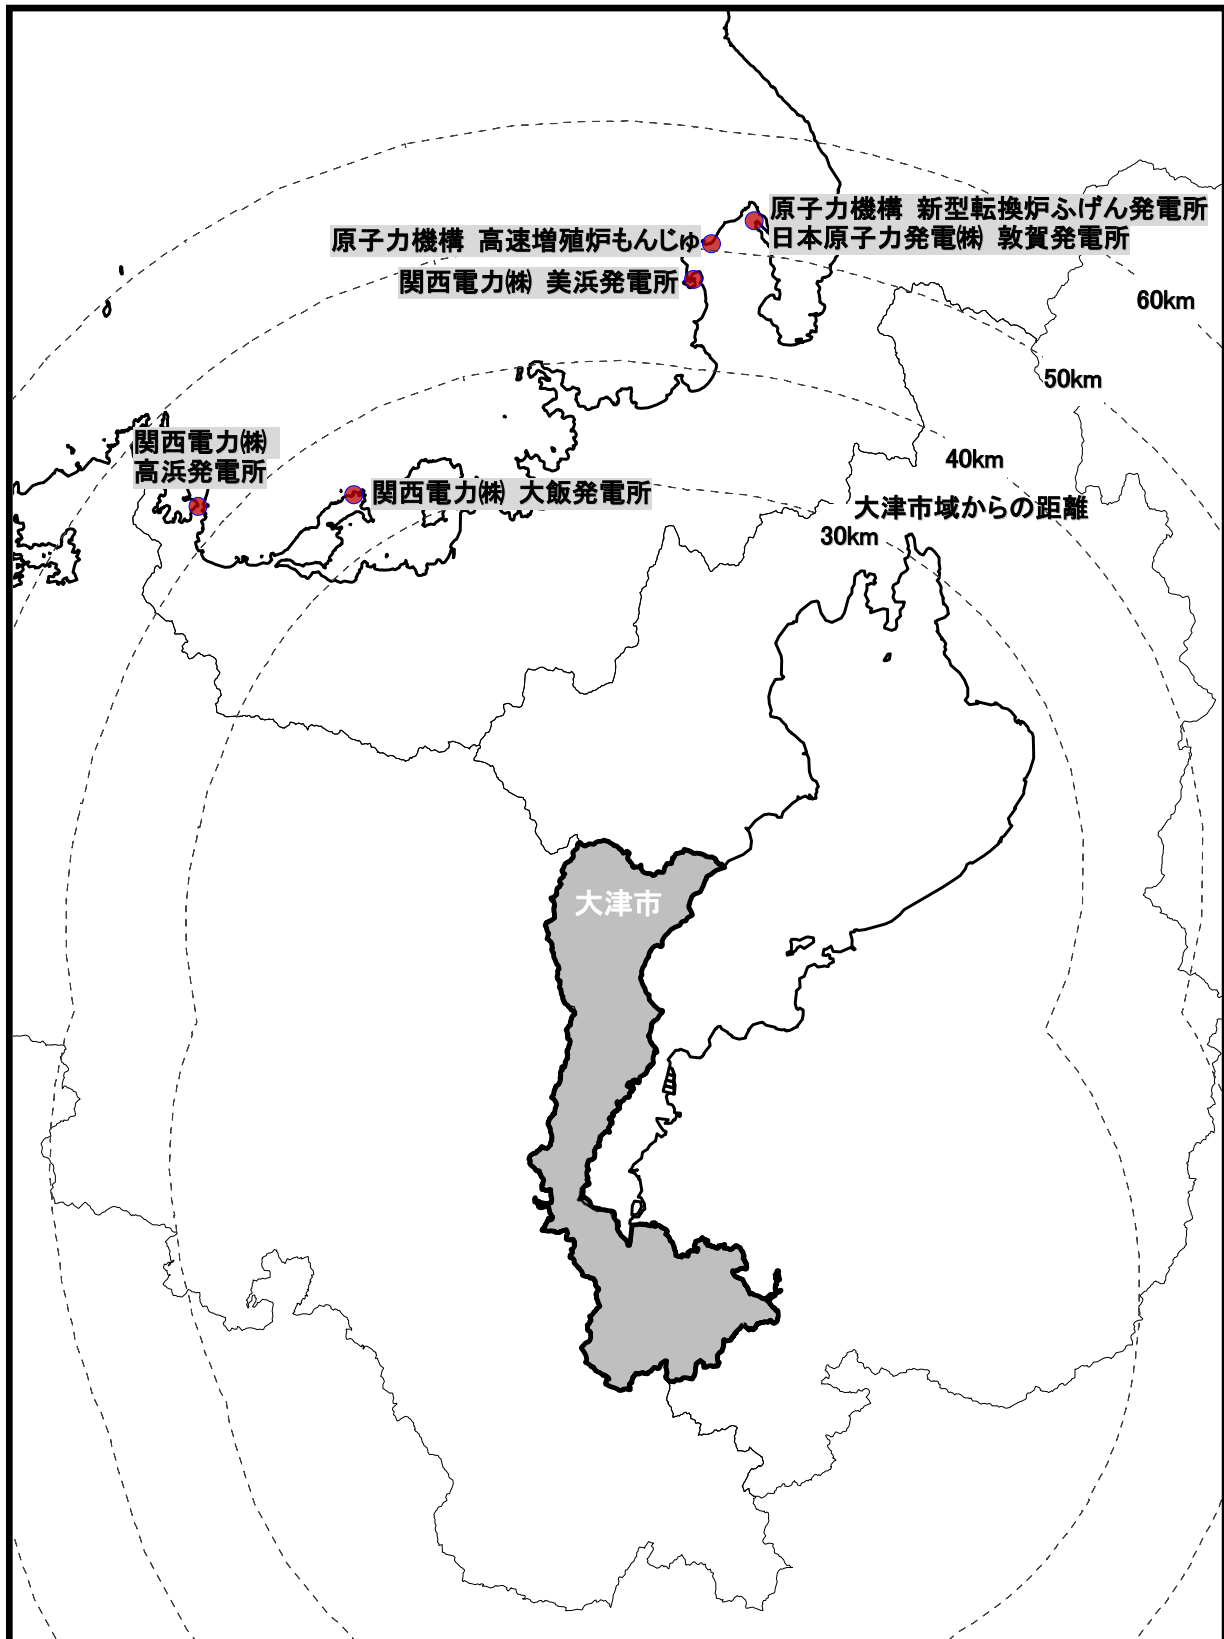 原子力機構 新型転換炉ふげん発電所
日本原子力発電㈱ 敦賀発電所
原子力機構 高速増殖炉もんじゅ
関西電力㈱ 美浜発電所
60km
50km
関西電力㈱
高浜発電所
40km
関西電力㈱ 大飯発電所
大津市域からの距離
30km
大津市